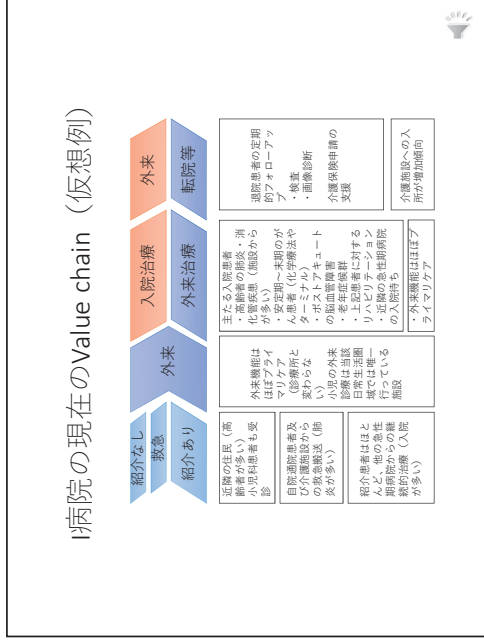 I病院の現在のValue chain（仮想例）
紹介なし
救急
紹介あり
外来
入院治療
外来治療
外来
転院等
近隣の住民（高
齢者が多い）
小児科患者も受
診
自院通院患者及
び介護施設から
の救急搬送（肺
炎が多い）
紹介患者はほと
んど、他の急性
期病院からの継
続的治療（入院
が多い）
外来機能は
ほぼプライ
マリケア
（診療所と
変わらな
い）
小児の外来
診療は当該
日常生活圏
域では唯一
行っている
施設
主たる入院患者
・高齢者の肺炎・消
化管疾患（施設から
が多い）
・安定期～末期のが
ん患者（化学療法や
ターミナル）
・ポストアキュート
の脳血管障害
・老年症候群
・上記患者に対する
リハビリテーション
・近隣の急性期病院
の入院待ち
・外来機能はほぼプ
ライマリケア
退院患者の定期
的フォローアッ
プ
・検査
・画像診断
介護保険申請の
支援
介護施設への入
所が増加傾向